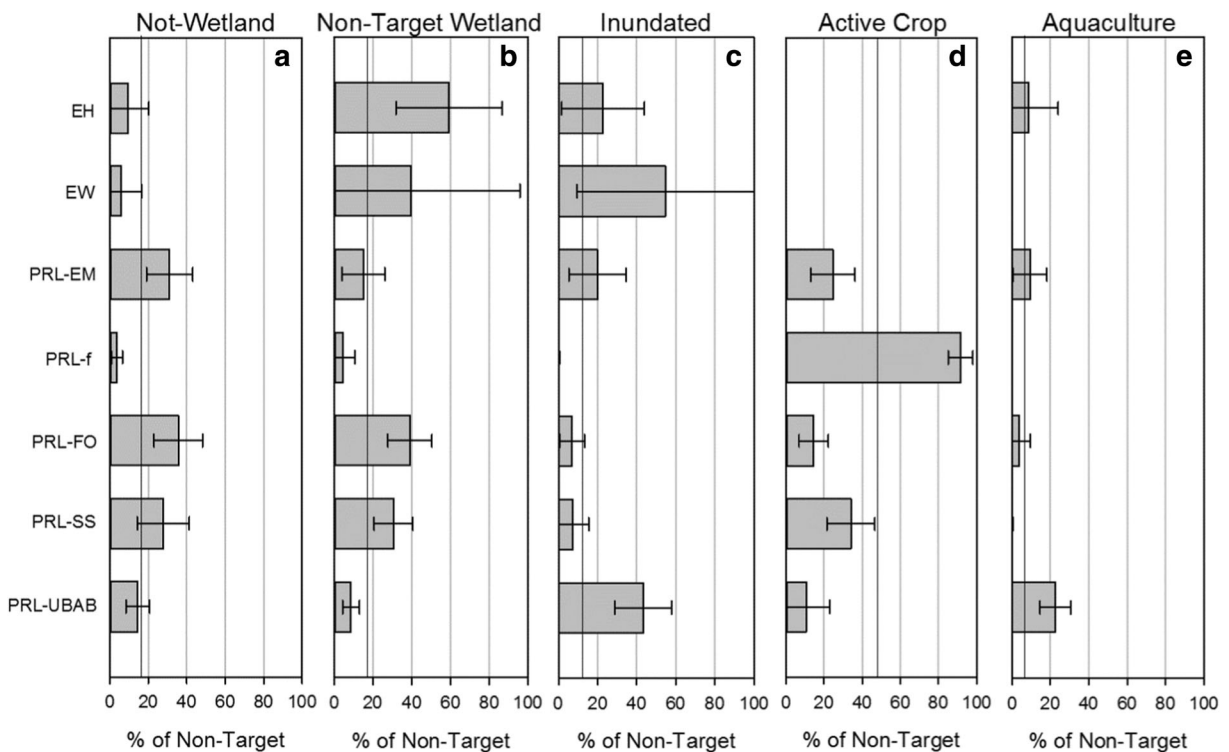 Not-Wetland Non-Target Wetland Inundated Active Crop Aquaculture
a b c d e
EH
EW
PRL-EM
PRL-f
PRL-FO
PRL-SS
PRL-UBAB
0 20 40 60 80 100 0 20 40 60 80 100 0 20 40 60 80 100 0 20 40 60 80 100 0 20 40 60 80 100
% of Non-Target % of Non-Target % of Non-Target % of Non-Target % of Non-Target